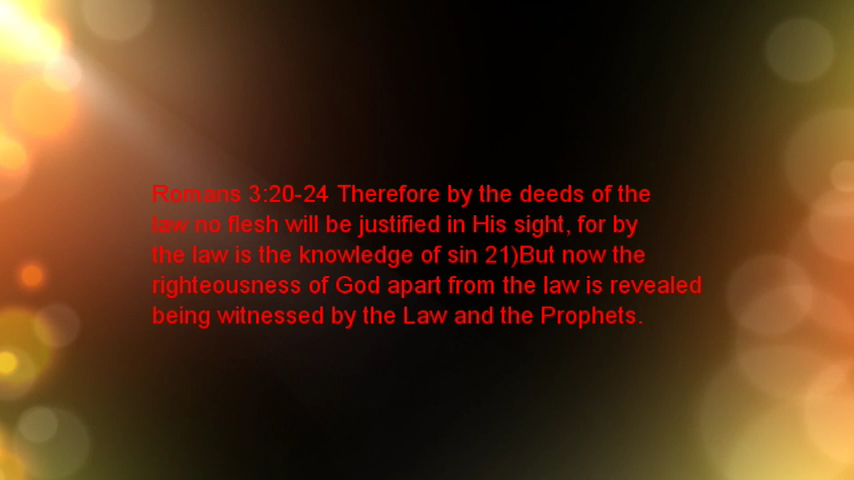 Romans 3:20-24 Therefore by the deeds of the
law no flesh will be justified in His sight, for by
the law is the knowledge of sin 21)But now the
righteousness of God apart from the law is revealed
being witnessed by the Law and the Prophets.